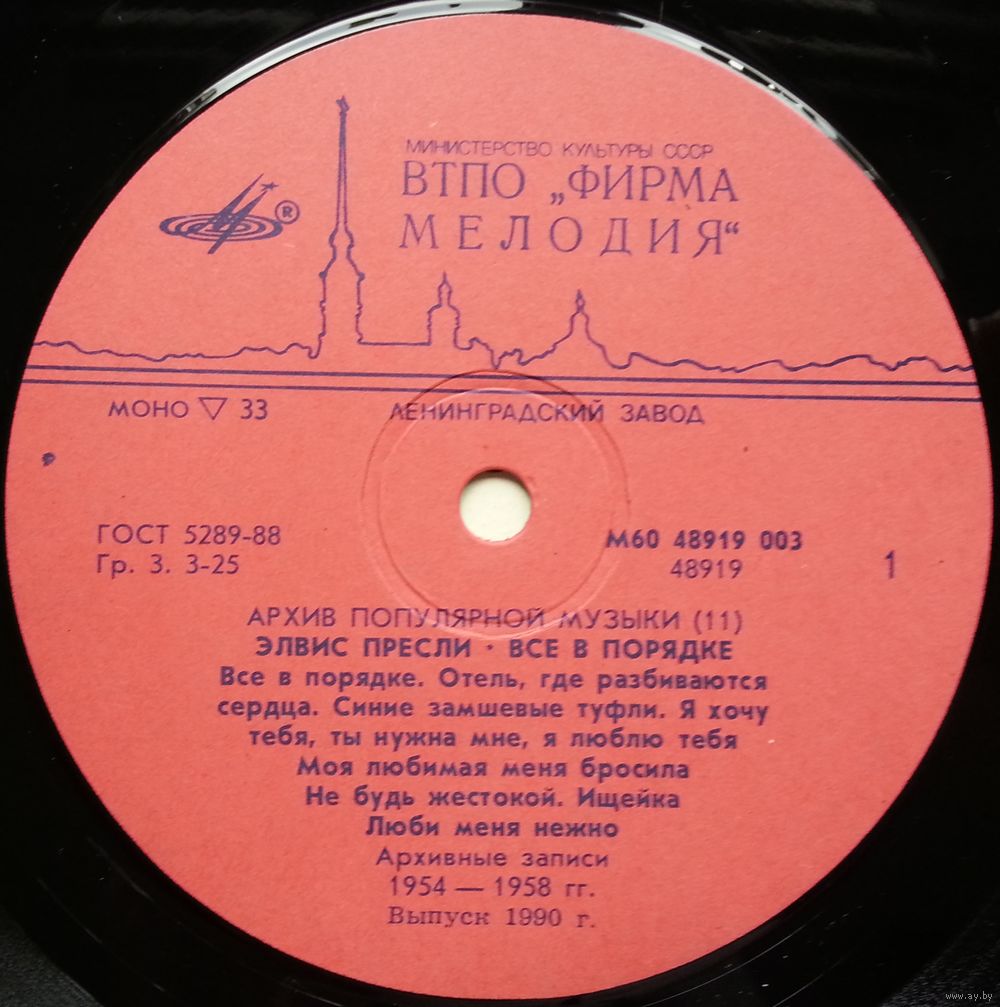 МИНИСТЕРСТВО КУЛЬТУРЫ СССР
ВТПО „ФИРМА
МЕЛОДИЯ“
®
МОНО ▽ 33
ЛЕНИНГРАДСКИЙ ЗАВОД
ГОСТ 5289-88
Гр. 3. 3-25
М60 48919 003
48919
1
АРХИВ ПОПУЛЯРНОЙ МУЗЫКИ (11)
ЭЛВИС ПРЕСЛИ · ВСЕ В ПОРЯДКЕ
Все в порядке. Отель, где разбиваются
сердца. Синие замшевые туфли. Я хочу
тебя, ты нужна мне, я люблю тебя
Моя любимая меня бросила
Не будь жестокой. Ищейка
Люби меня нежно
Архивные записи
1954 — 1958 гг.
Выпуск 1990 г.
www.ay.by